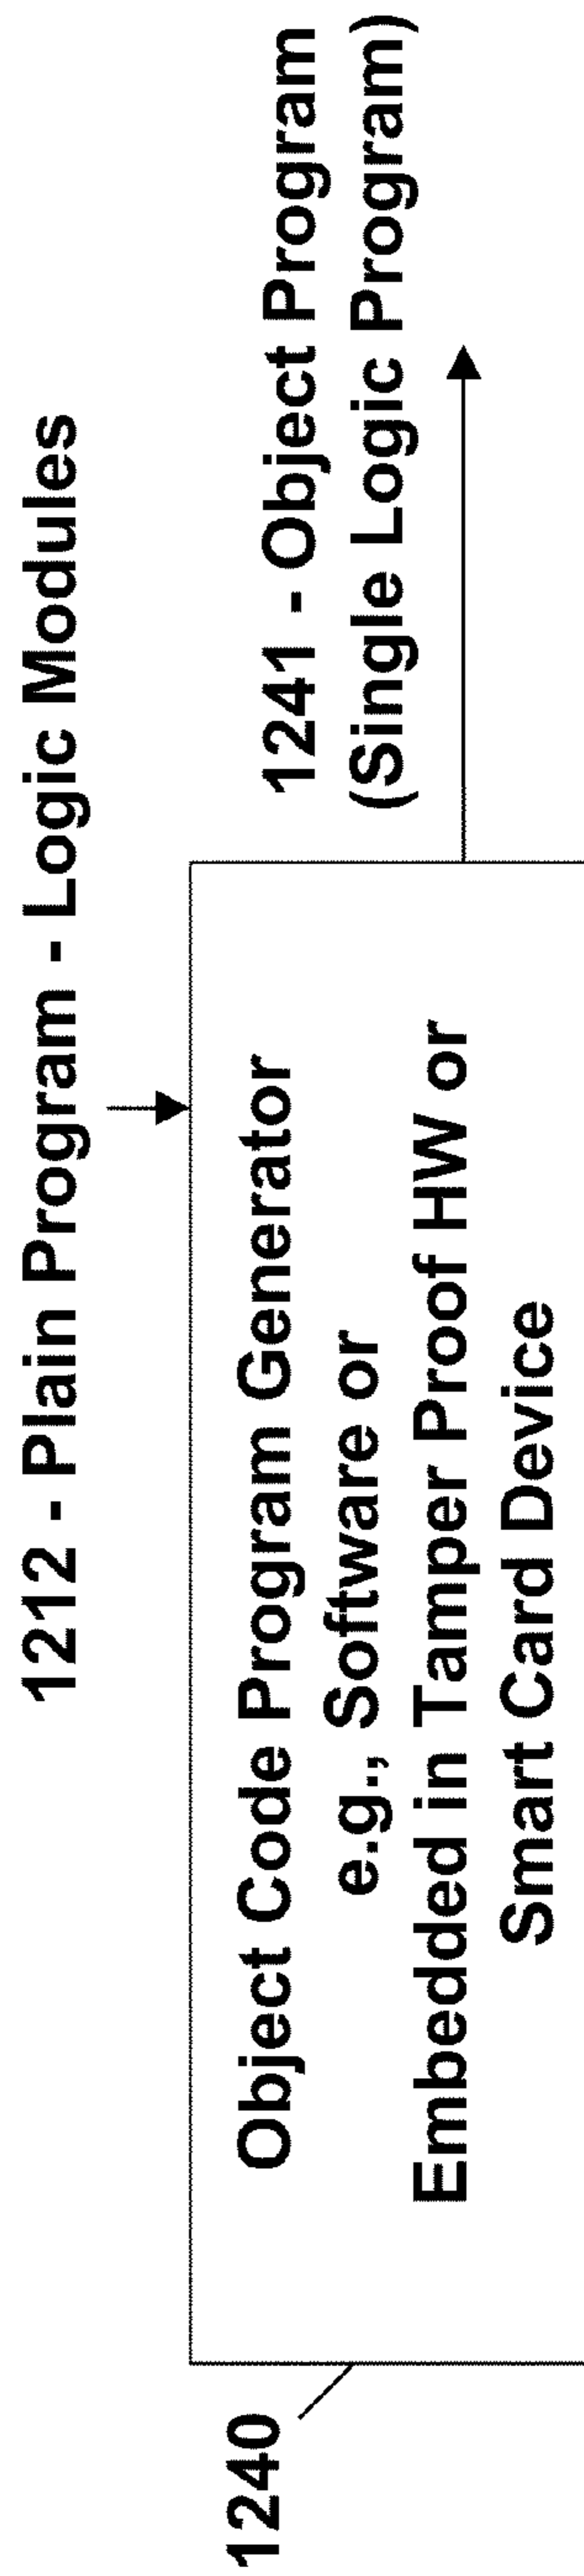 1212 - Plain Program - Logic Modules
1240
Object Code Program Generator
e.g., Software or
Embedded in Tamper Proof HW or
Smart Card Device
1241 - Object Program
(Single Logic Program)